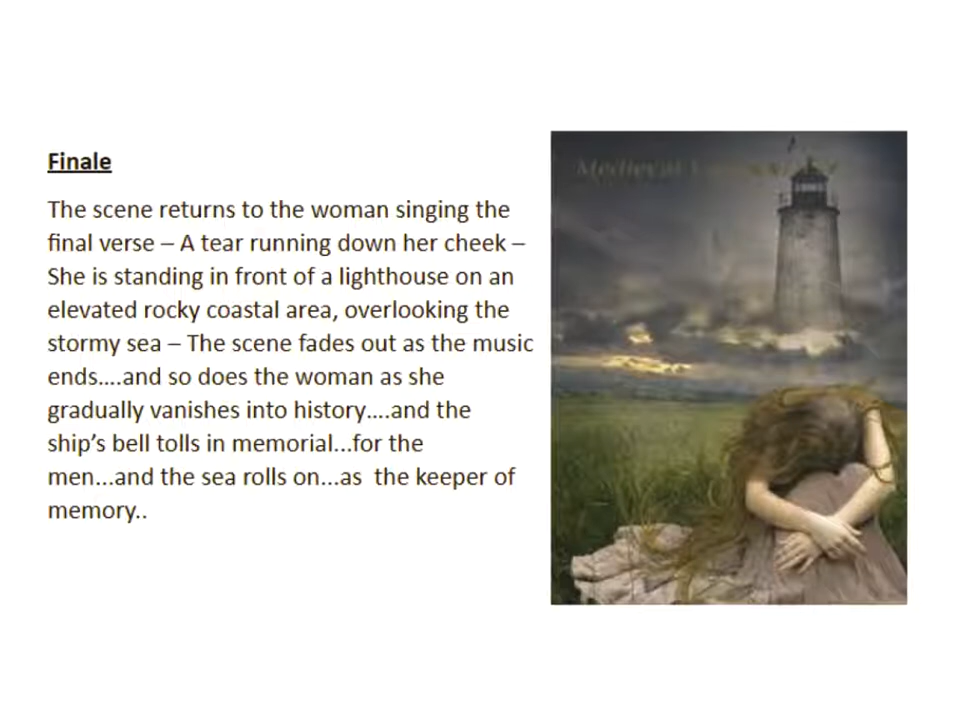 Finale
The scene returns to the woman singing the
final verse – A tear running down her cheek –
She is standing in front of a lighthouse on an
elevated rocky coastal area, overlooking the
stormy sea – The scene fades out as the music
ends....and so does the woman as she
gradually vanishes into history....and the
ship's bell tolls in memorial...for the
men...and the sea rolls on...as  the keeper of
memory..
Medieval